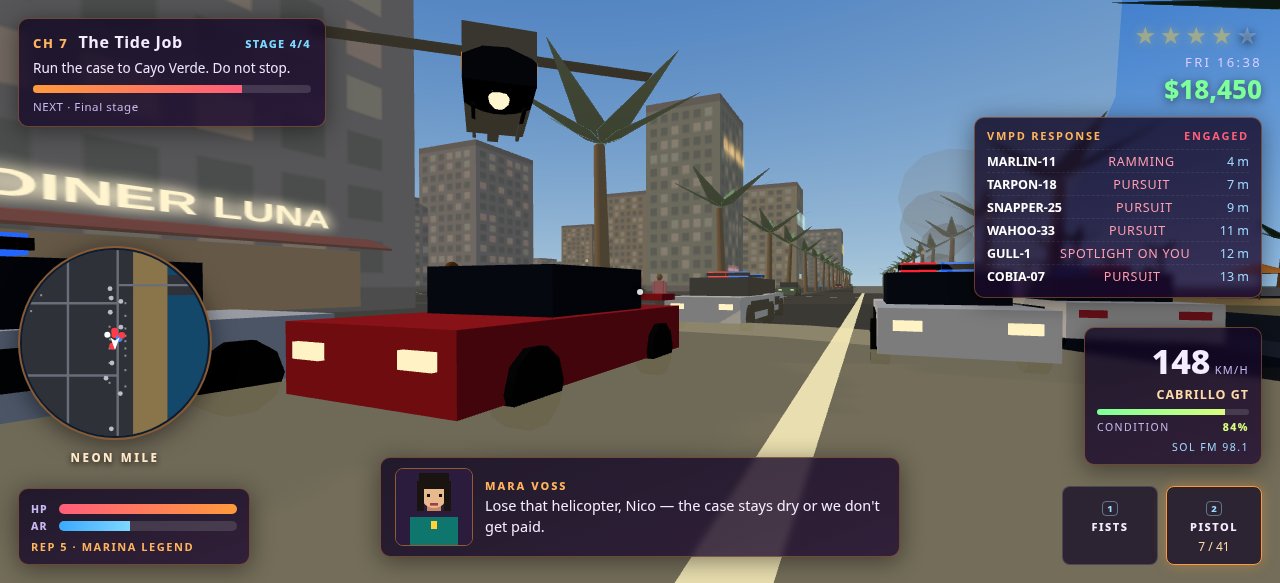 CH 7 The Tide Job STAGE 4/4
Run the case to Cayo Verde. Do not stop.
NEXT · Final stage
FRI 16:38
$18,450
VMPD RESPONSE ENGAGED
MARLIN-11 RAMMING 4 m
TARPON-18 PURSUIT 7 m
SNAPPER-25 PURSUIT 9 m
WAHOO-33 PURSUIT 11 m
GULL-1 SPOTLIGHT ON YOU 12 m
COBIA-07 PURSUIT 13 m
DINER LUNA
NEON MILE
148 KM/H
CABRILLO GT
CONDITION 84%
SOL FM 98.1
MARA VOSS
Lose that helicopter, Nico — the case stays dry or we don't
get paid.
HP
AR
REP 5 · MARINA LEGEND
1
FISTS
2
PISTOL
7 / 41